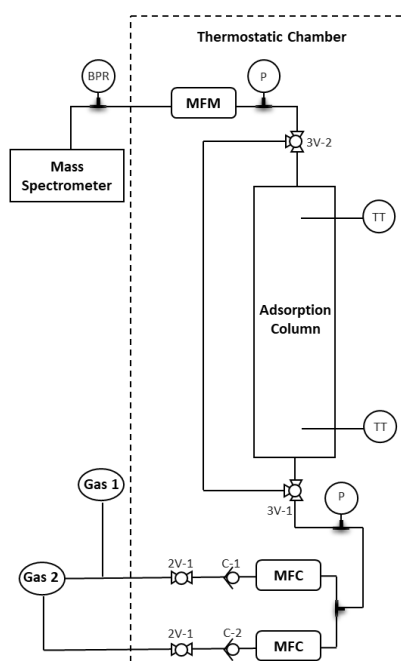 Thermostatic Chamber
BPR
MFM
P
3V-2
Mass
Spectrometer
TT
Adsorption
Column
TT
Gas 1
P
3V-1
2V-1
C-1
MFC
Gas 2
2V-1
C-2
MFC